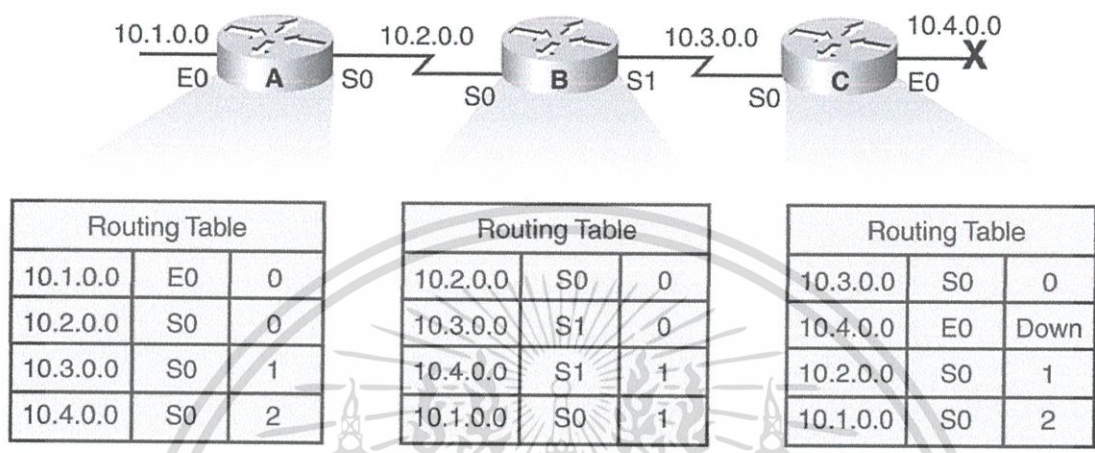 10.1.0.0 10.2.0.0 10.3.0.0 10.4.0.0
X
E0 A S0 S0 B S1 S0 C E0
Routing Table
10.1.0.0 E0 0
10.2.0.0 S0 0
10.3.0.0 S0 1
10.4.0.0 S0 2
Routing Table
10.2.0.0 S0 0
10.3.0.0 S1 0
10.4.0.0 S1 1
10.1.0.0 S0 1
Routing Table
10.3.0.0 S0 0
10.4.0.0 E0 Down
10.2.0.0 S0 1
10.1.0.0 S0 2